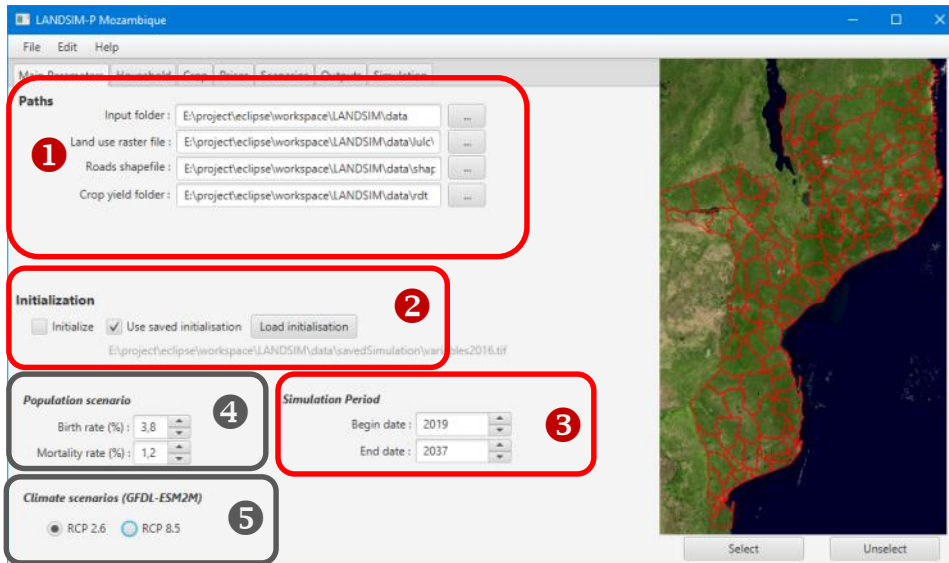 LANDSIM-P Mozambique
File Edit Help
Main Parameters Household Crop Prices Scenarios Outputs Simulation
Paths
1
Input folder : E:\project\eclipse\workspace\LANDSIM\data ...
Land use raster file : E:\project\eclipse\workspace\LANDSIM\data\lulc\ ...
Roads shapefile : E:\project\eclipse\workspace\LANDSIM\data\shap ...
Crop yield folder : E:\project\eclipse\workspace\LANDSIM\data\rdt ...
Initialization
2
Initialize Use saved initialisation Load initialisation
E:\project\eclipse\workspace\LANDSIM\data\savedSimulation\variables2016.tif
Population scenario
4
Birth rate (%) : 3,8
Mortality rate (%) : 1,2
Simulation Period
3
Begin date : 2019
End date : 2037
Climate scenarios (GFDL-ESM2M)
5
RCP 2.6 RCP 8.5
Select Unselect